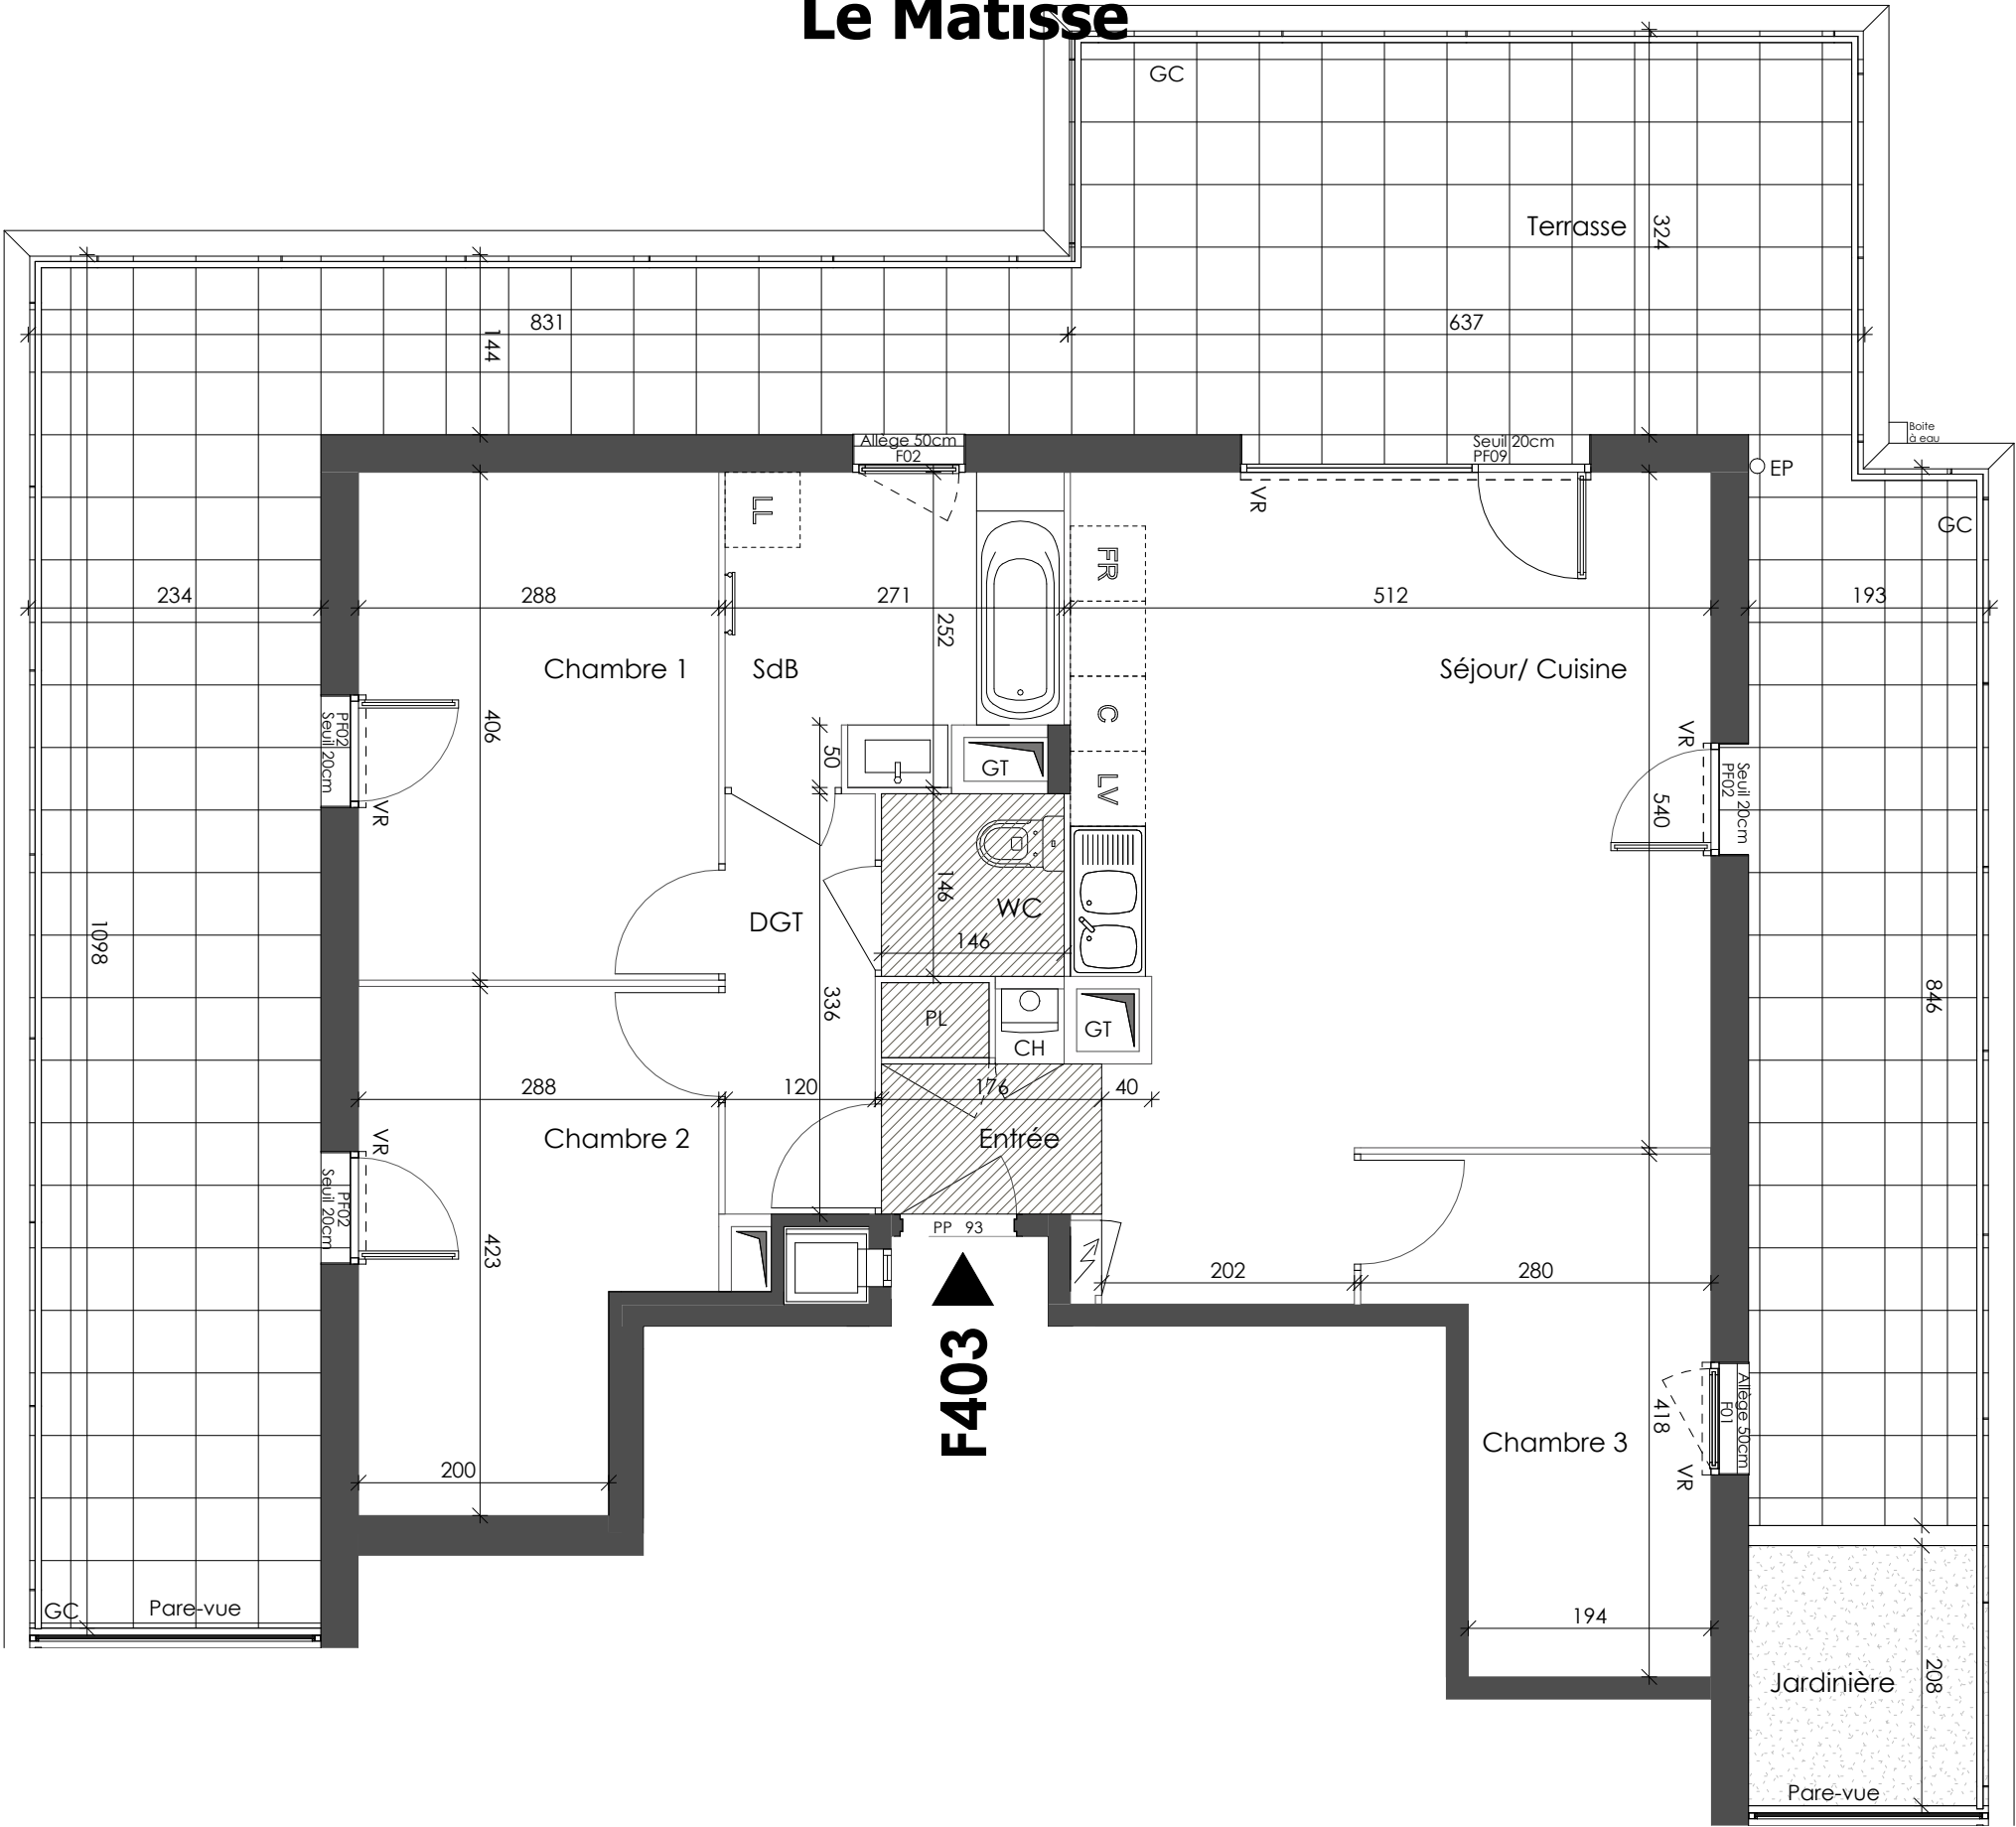 Le Matisse
GC
Terrasse
324
831
637
144
Boite
à eau
Allège 50cm
F02
Seuil 20cm
PF09
EP
VR
GC
LL
FR
234
288
271
512
193
252
Chambre 1
SdB
Séjour/ Cuisine
406
PF02
Seuil 20cm
VR
50
GT
C
LV
VR
Seuil 20cm
PF02
540
146
WC
DGT
146
1098
336
PL
CH
GT
846
288
120
176
40
VR
Chambre 2
Entrée
PF02
Seuil 20cm
423
PP 93
202
280
F403
Allège 50cm
F01
418
VR
Chambre 3
200
GC
Pare-vue
194
Jardinière
208
Pare-vue